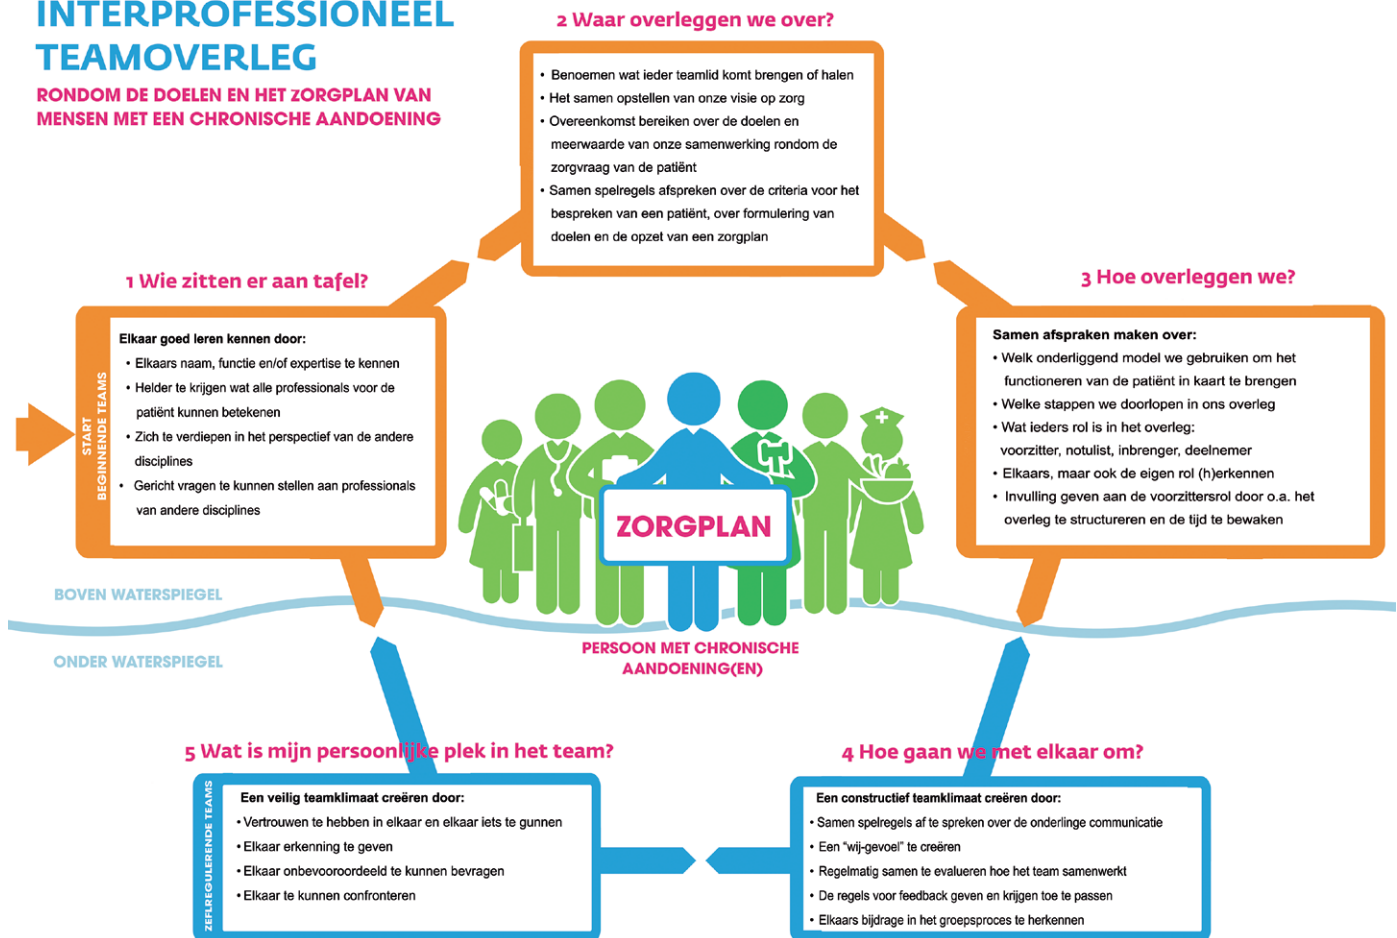 INTERPROFESSIONEEL
TEAMOVERLEG
RONDOM DE DOELEN EN HET ZORGPLAN VAN
MENSEN MET EEN CHRONISCHE AANDOENING
2 Waar overleggen we over?
• Benoemen wat ieder teamlid komt brengen of halen
• Het samen opstellen van onze visie op zorg
• Overeenkomst bereiken over de doelen en
meerwaarde van onze samenwerking rondom de
zorgvraag van de patiënt
• Samen spelregels afspreken over de criteria voor het
bespreken van een patiënt, over formulering van
doelen en de opzet van een zorgplan
1 Wie zitten er aan tafel?
START
BEGINNENDE TEAMS
Elkaar goed leren kennen door:
• Elkaars naam, functie en/of expertise te kennen
• Helder te krijgen wat alle professionals voor de
patiënt kunnen betekenen
• Zich te verdiepen in het perspectief van de andere
disciplines
• Gericht vragen te kunnen stellen aan professionals
van andere disciplines
3 Hoe overleggen we?
Samen afspraken maken over:
• Welk onderliggend model we gebruiken om het
functioneren van de patiënt in kaart te brengen
• Welke stappen we doorlopen in ons overleg
• Wat ieders rol is in het overleg:
voorzitter, notulist, inbrenger, deelnemer
• Elkaars, maar ook de eigen rol (h)erkennen
• Invulling geven aan de voorzittersrol door o.a. het
overleg te structureren en de tijd te bewaken
ZORGPLAN
BOVEN WATERSPIEGEL
ONDER WATERSPIEGEL
PERSOON MET CHRONISCHE
AANDOENING(EN)
5 Wat is mijn persoonlijke plek in het team?
ZEFLREGULERENDE TEAMS
Een veilig teamklimaat creëren door:
• Vertrouwen te hebben in elkaar en elkaar iets te gunnen
• Elkaar erkenning te geven
• Elkaar onbevooroordeeld te kunnen bevragen
• Elkaar te kunnen confronteren
4 Hoe gaan we met elkaar om?
Een constructief teamklimaat creëren door:
• Samen spelregels af te spreken over de onderlinge communicatie
• Een “wij-gevoel” te creëren
• Regelmatig samen te evalueren hoe het team samenwerkt
• De regels voor feedback geven en krijgen toe te passen
• Elkaars bijdrage in het groepsproces te herkennen